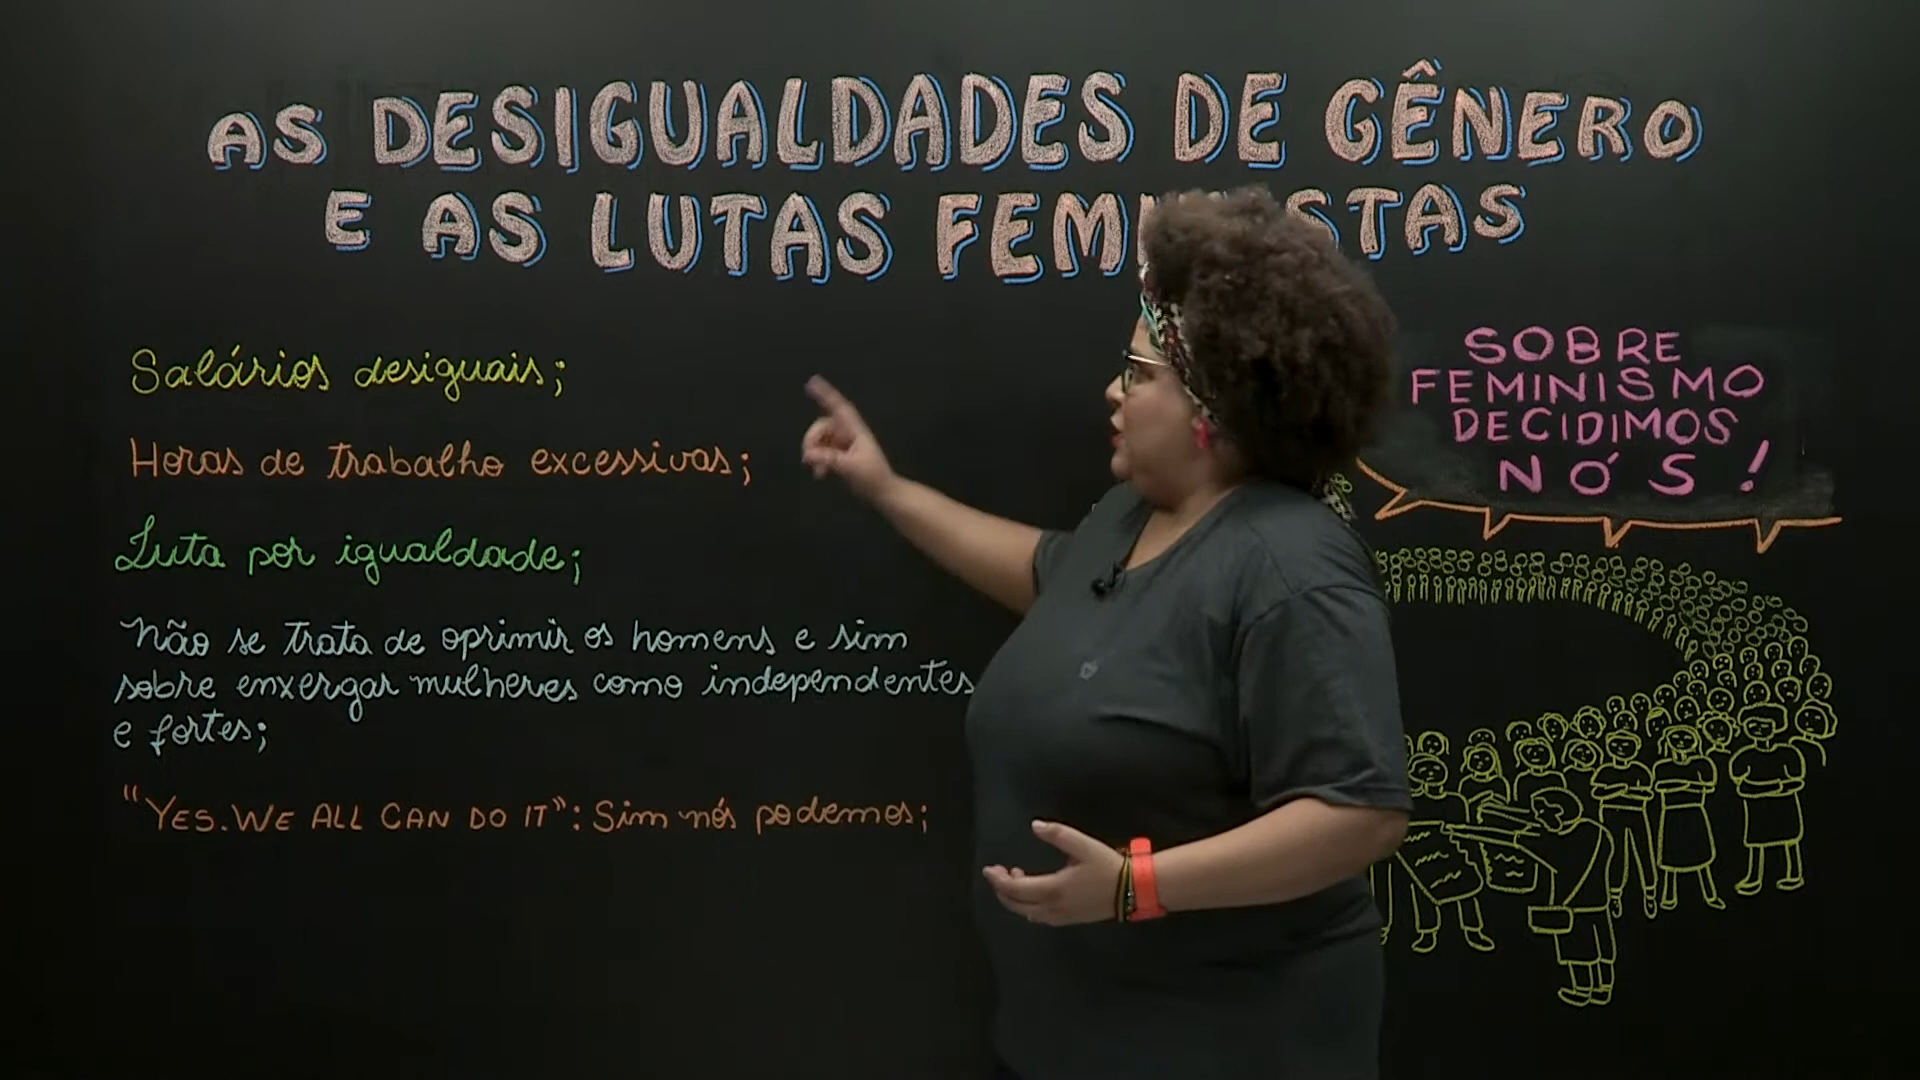 AS DESIGUALDADES DE GÊNERO
E AS LUTAS
Salários desiguais;
Horas de trabalho excessivas;
Luta por igualdade;
Não se trata de oprimir os homens e sim
sobre enxergar mulheres como independentes
e fortes;
"YES. WE ALL CAN DO IT": Sim nós podemos;
SOBRE
FEMINISMO
DECIDIMOS
NÓS!